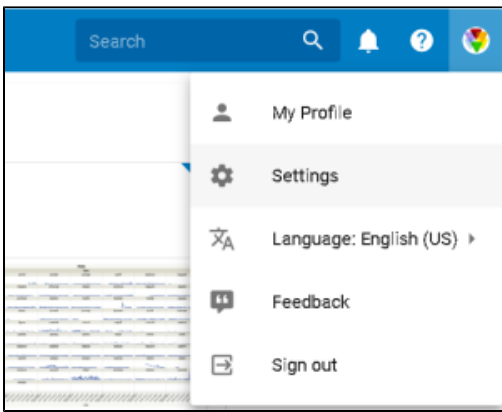 Search
My Profile
Settings
Language: English (US)
Feedback
Sign out